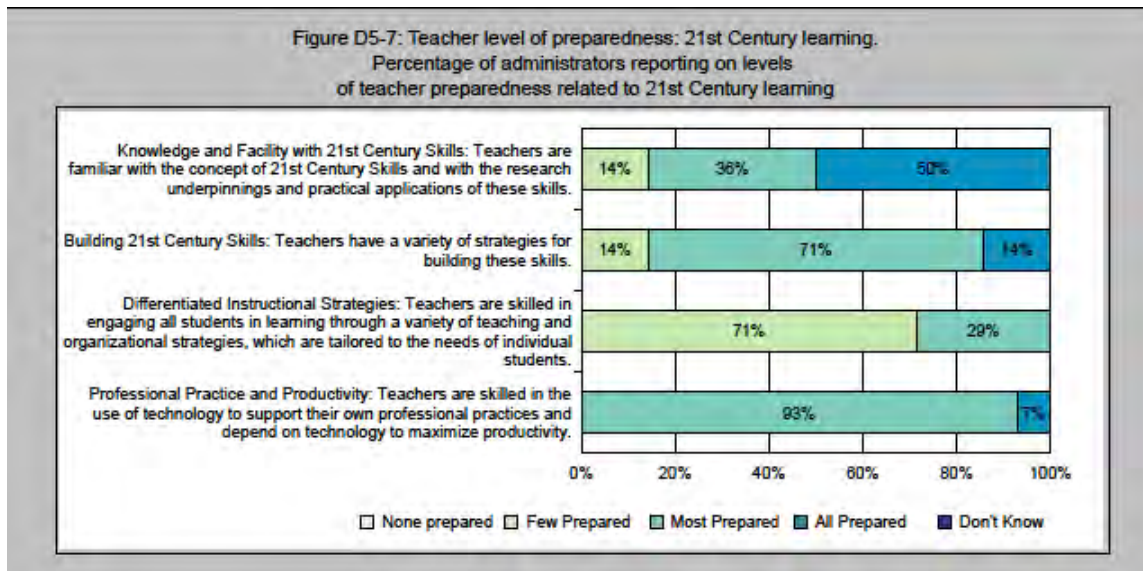 Figure D5-7: Teacher level of preparedness: 21st Century learning.
Percentage of administrators reporting on levels
of teacher preparedness related to 21st Century learning
Knowledge and Facility with 21st Century Skills: Teachers are
familiar with the concept of 21st Century Skills and with the research
underpinnings and practical applications of these skills.
14% 36% 50%
Building 21st Century Skills: Teachers have a variety of strategies for
building these skills.
14% 71% 14%
Differentiated Instructional Strategies: Teachers are skilled in
engaging all students in learning through a variety of teaching and
organizational strategies, which are tailored to the needs of individual
students.
71% 29%
Professional Practice and Productivity: Teachers are skilled in the
use of technology to support their own professional practices and
depend on technology to maximize productivity.
93% 7%
0% 20% 40% 60% 80% 100%
None prepared Few Prepared Most Prepared All Prepared Don't Know